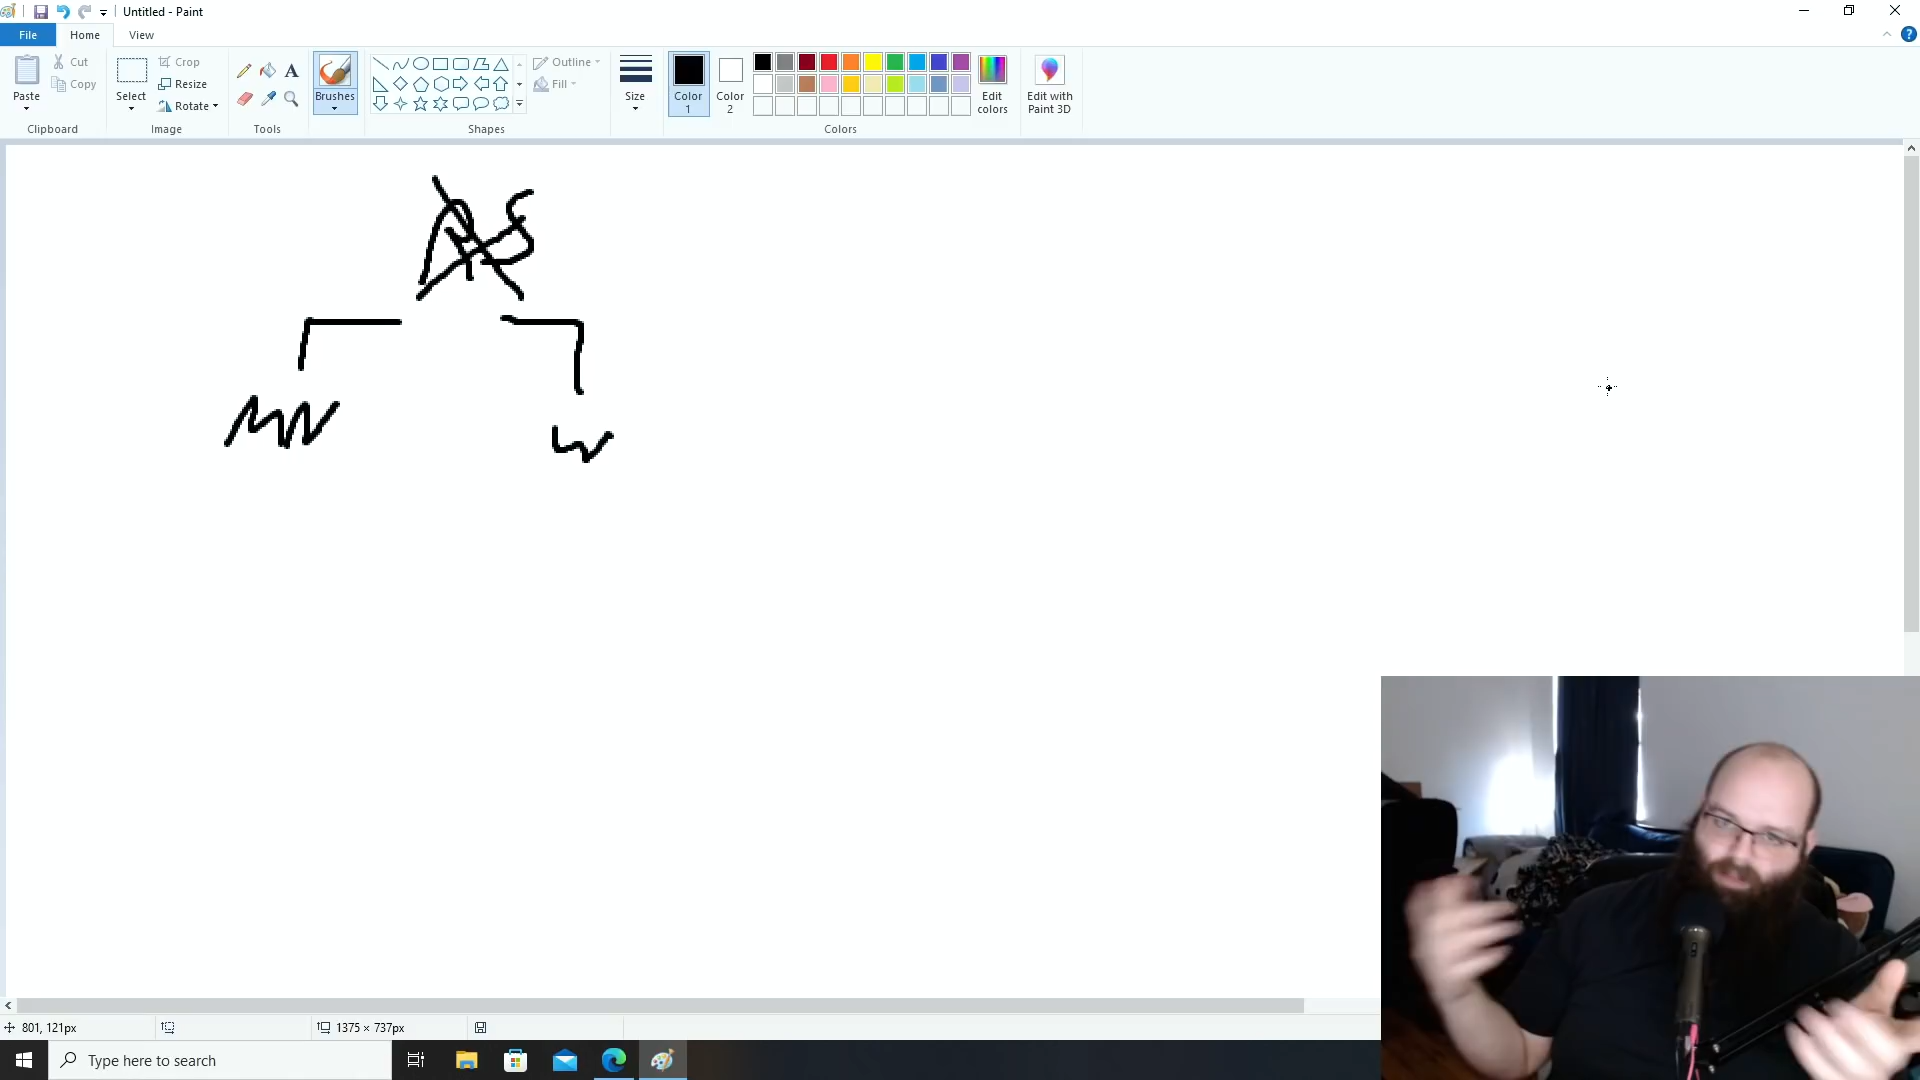 Untitled - Paint
File Home View
Paste
Cut
Copy
Clipboard
Select
Crop
Resize
Rotate
Image
A
Tools
Brushes
Outline
Fill
Shapes
Size
Color 1
Color 2
Edit colors
Colors
Edit with Paint 3D
801, 121px
1375 × 737px
Type here to search